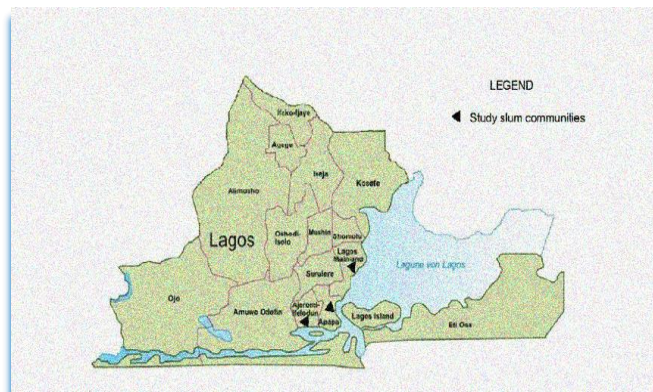 LEGEND
Study slum communities
Agege
Ikeja
Kosofe
Alimosho
Oshodi-
Isolo
Mushin
Shomolu
Lagos
Lagos
Mainland
Lagune von Lagos
Surulere
Ojo
Amuwo Odofin
Ajeromi-
Ifelodun
Apapa
Lagos Island
Eti Osa